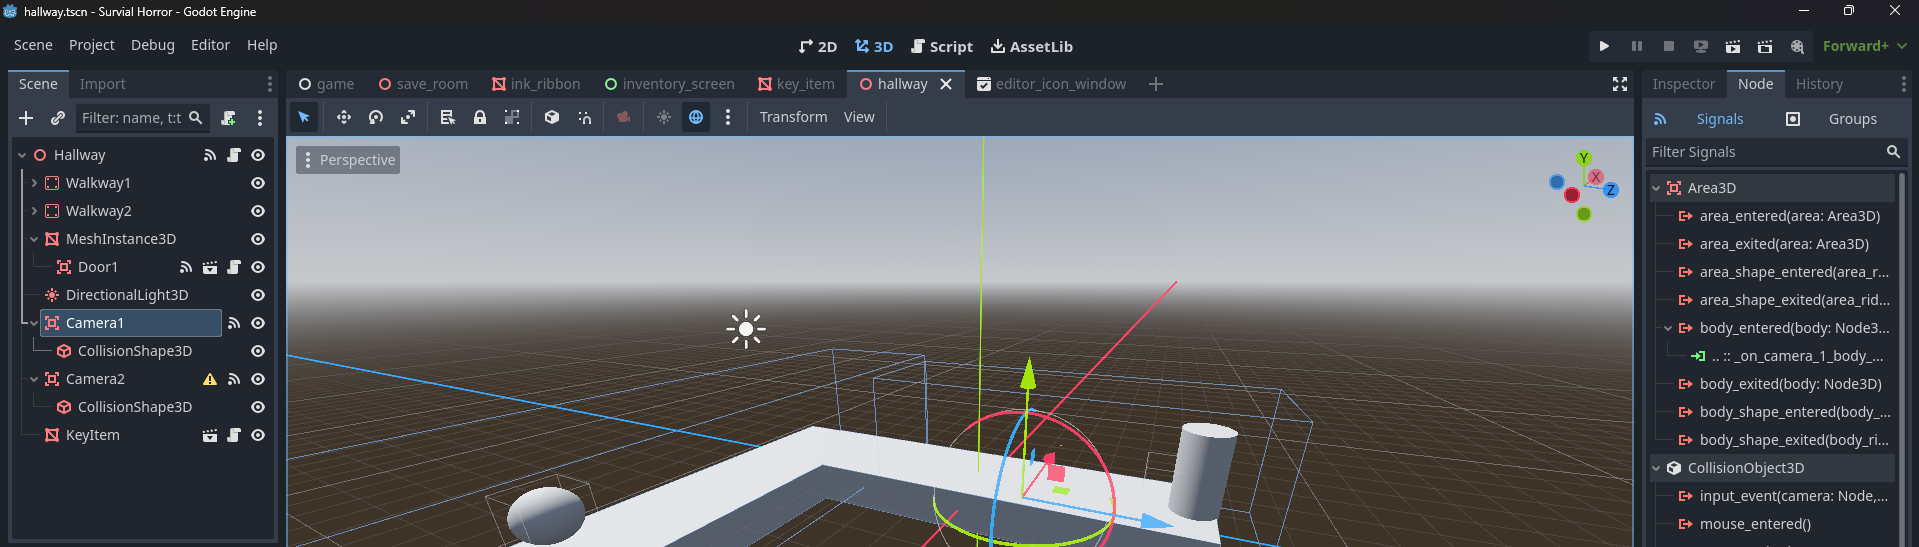 hallway.tscn - Survial Horror - Godot Engine
Scene Project Debug Editor Help
2D 3D Script AssetLib
Forward+
Scene Import
game save_room ink_ribbon inventory_screen key_item hallway editor_icon_window
Inspector Node History
Filter: name, t:t
Transform View
Signals Groups
Perspective
Filter Signals
Y
X
Z
Hallway
Walkway1
Walkway2
MeshInstance3D
Door1
DirectionalLight3D
Camera1
CollisionShape3D
Camera2
CollisionShape3D
KeyItem
Area3D
area_entered(area: Area3D)
area_exited(area: Area3D)
area_shape_entered(area_r...
area_shape_exited(area_rid...
body_entered(body: Node3...
.. :: _on_camera_1_body_...
body_exited(body: Node3D)
body_shape_entered(body_...
body_shape_exited(body_ri...
CollisionObject3D
input_event(camera: Node,...
mouse_entered()